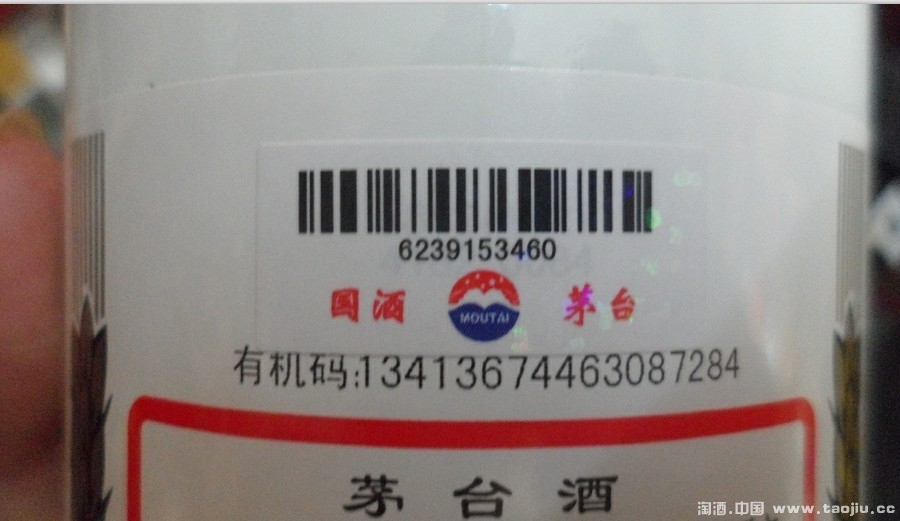 6239153460
国酒 MOUTAI 茅台
有机码:13413674463087284
茅台酒
淘酒.中国 www.taojiu.cc